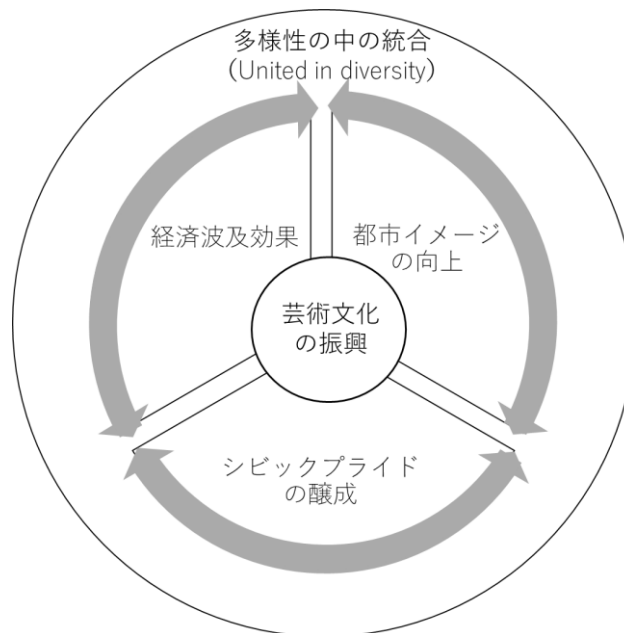 多様性の中の統合
(United in diversity)
経済波及効果
都市イメージ
の向上
芸術文化
の振興
シビックプライド
の醸成